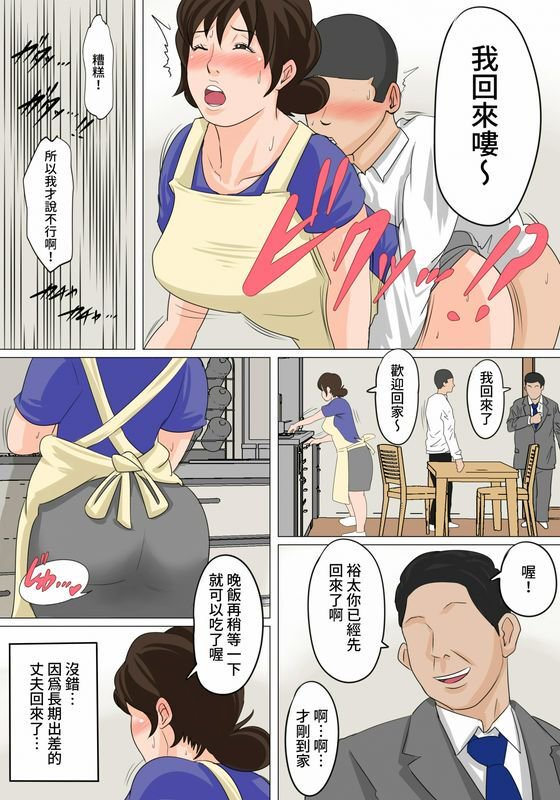 我回來嘍～
糟糕！
所以我才說不行啊！
我回來了
歡迎回家～
喔！
裕太你已經先
回來了啊
啊…啊…
才剛到家
晚飯再稍等一下
就可以吃了喔
沒錯…
因為長期出差的
丈夫回來了…